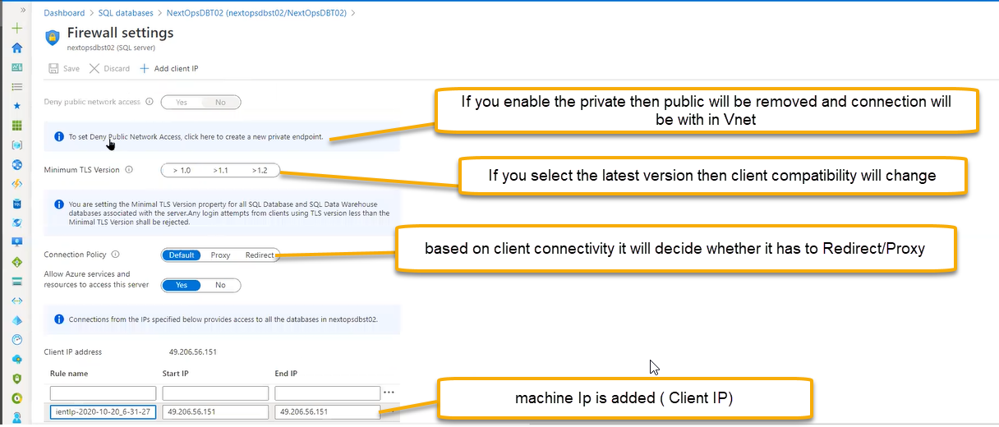 Dashboard > SQL databases > NextOpsDBT02 (nextopsdbst02/NextOpsDBT02) >
Firewall settings
nextopsdbst02 (SQL server)
Save Discard + Add client IP
Deny public network access Yes No
To set Deny Public Network Access, click here to create a new private endpoint.
If you enable the private then public will be removed and connection will
be with in Vnet
Minimum TLS Version > 1.0 >1.1 >1.2
If you select the latest version then client compatibility will change
You are setting the Minimal TLS Version property for all SQL Database and SQL Data Warehouse
databases associated with the server.Any login attempts from clients using TLS version less than the
Minimal TLS Version shall be rejected.
Connection Policy Default Proxy Redirect
based on client connectivity it will decide whether it has to Redirect/Proxy
Allow Azure services and
resources to access this server Yes No
Connections from the IPs specified below provides access to all the databases in nextopsdbst02.
Client IP address 49.206.56.151
Rule name Start IP End IP
...
ientIp-2020-10-20_6-31-27 49.206.56.151 49.206.56.151
machine Ip is added ( Client IP)